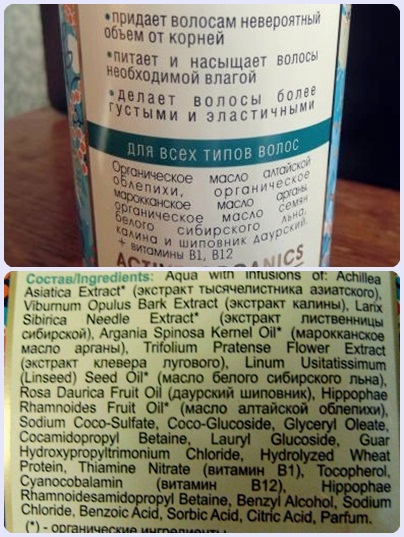 •придает волосам невероятный
объем от корней
•питает и насыщает волосы
необходимой влагой
•делает волосы более
густыми и эластичными
для всех типов волос
Органическое масло алтайской
облепихи, органическое
марокканское масло арганы,
органическое масло семян
белого сибирского льна,
калина и шиповник даурский
+ витамины B1, B12
ACTIVE ORGANICS
Состав/Ingredients: Aqua with infusions of: Achillea
Asiatica Extract* (экстракт тысячелистника азиатского),
Viburnum Opulus Bark Extract (экстракт калины), Larix
Sibirica Needle Extract* (экстракт лиственницы
сибирской), Argania Spinosa Kernel Oil* (марокканское
масло арганы), Trifolium Pratense Flower Extract
(экстракт клевера лугового), Linum Usitatissimum
(Linseed) Seed Oil* (масло белого сибирского льна),
Rosa Daurica Fruit Oil (даурский шиповник), Hippophae
Rhamnoides Fruit Oil* (масло алтайской облепихи),
Sodium Coco-Sulfate, Coco-Glucoside, Glyceryl Oleate,
Cocamidopropyl Betaine, Lauryl Glucoside, Guar
Hydroxypropyltrimonium Chloride, Hydrolyzed Wheat
Protein, Thiamine Nitrate (витамин B1), Tocopherol,
Cyanocobalamin (витамин B12), Hippophae
Rhamnoidesamidopropyl Betaine, Benzyl Alcohol, Sodium
Chloride, Benzoic Acid, Sorbic Acid, Citric Acid, Parfum.
(*) - органические ингредиенты